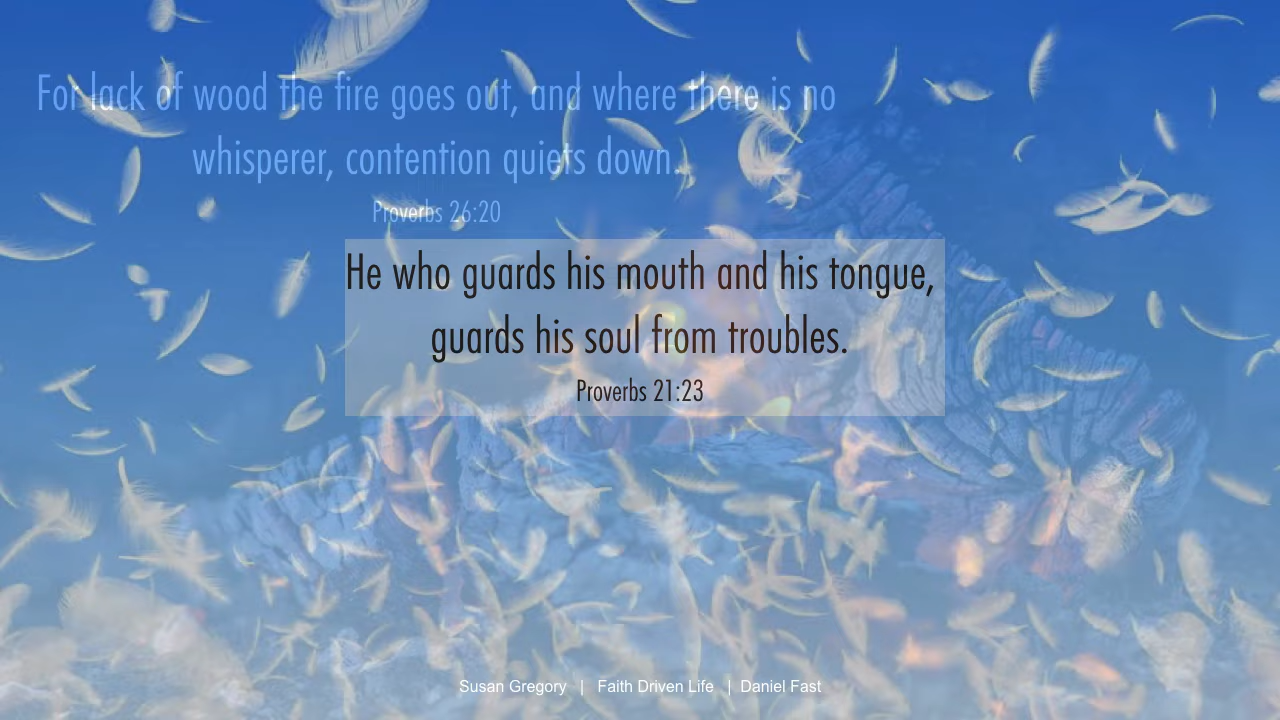 For lack of wood the fire goes out, and where there is no
whisperer, contention quiets down.
Proverbs 26:20
He who guards his mouth and his tongue,
guards his soul from troubles.
Proverbs 21:23
Susan Gregory | Faith Driven Life | Daniel Fast